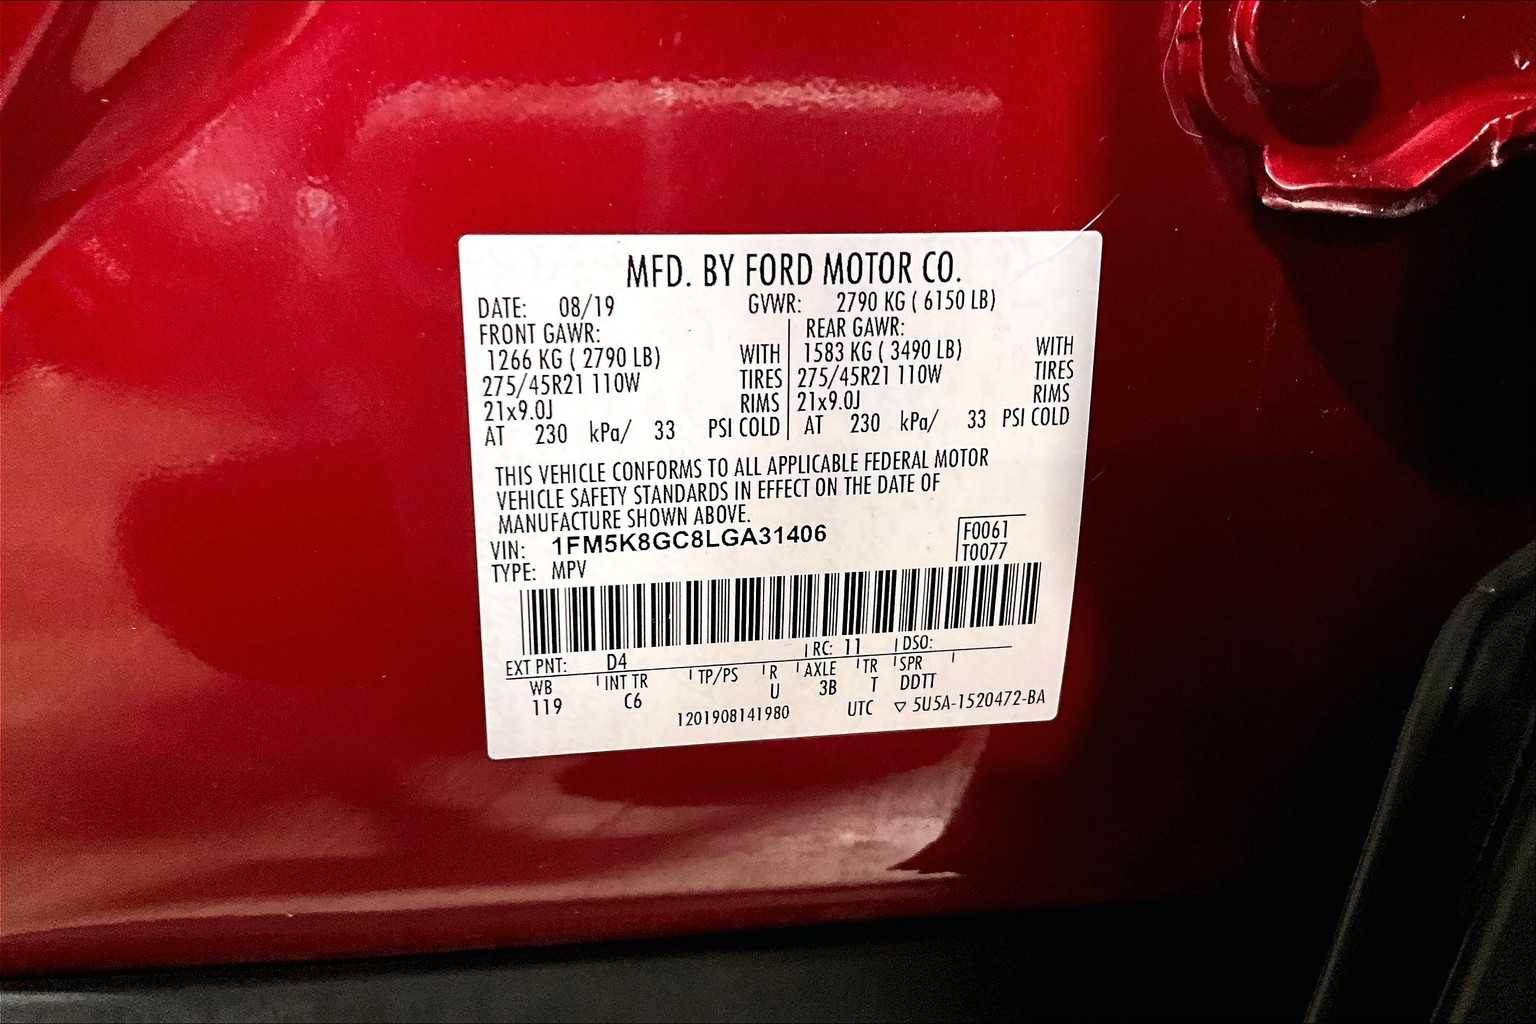 MFD. BY FORD MOTOR CO.
DATE: 08/19 GVWR: 2790 KG ( 6150 LB)
FRONT GAWR: REAR GAWR:
1266 KG ( 2790 LB) WITH 1583 KG ( 3490 LB) WITH
275/45R21 110W TIRES 275/45R21 110W TIRES
21x9.0J RIMS 21x9.0J RIMS
AT 230 kPa/ 33 PSI COLD AT 230 kPa/ 33 PSI COLD
THIS VEHICLE CONFORMS TO ALL APPLICABLE FEDERAL MOTOR
VEHICLE SAFETY STANDARDS IN EFFECT ON THE DATE OF
MANUFACTURE SHOWN ABOVE.
VIN: 1FM5K8GC8LGA31406 F0061
TYPE: MPV T0077
EXT PNT: D4 RC: 11 DSO:
WB INT TR TP/PS R AXLE TR SPR
119 C6 U 3B T DDTT
1201908141980 UTC ▽ 5U5A-1520472-BA